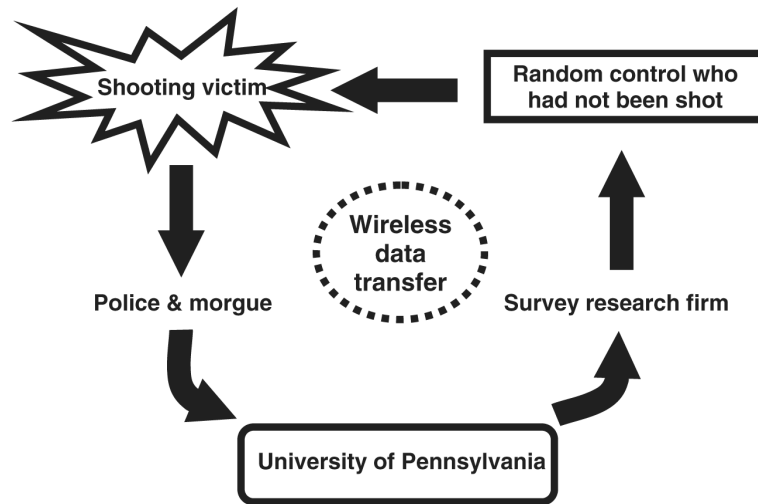 Shooting victim
Random control who
had not been shot
Wireless
data
transfer
Police & morgue
Survey research firm
University of Pennsylvania